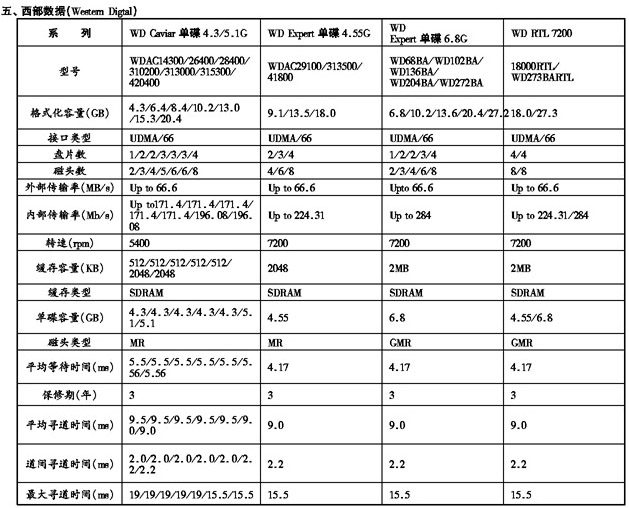 五、西部数据(Western Digtal)
系 列 WD Caviar 单碟 4.3/5.1G WD Expert 单碟 4.55G WD
Expert 单碟 6.8G WD RTL 7200
型号 WDAC14300/26400/28400/
310200/313000/315300/
420400 WDAC29100/313500/
41800 WD68BA/WD102BA/
WD136BA/
WD204BA/WD272BA 18000RTL/
WD273BARTL
格式化容量(GB) 4.3/6.4/8.4/10.2/13.0
/15.3/20.4 9.1/13.5/18.0 6.8/10.2/13.6/20.4/27.2 18.0/27.3
接口类型 UDMA/66 UDMA/66 UDMA/66 UDMA/66
盘片数 1/2/2/3/3/3/4 2/3/4 1/2/2/3/4 4/4
磁头数 2/3/4/5/6/6/8 4/6/8 2/3/4/6/8 8/8
外部传输率(MB/s) Up to 66.6 Up to 66.6 Upto 66.6 Up to 66.6
内部传输率(Mb/s) Up to171.4/171.4/171.4/
171.4/171.4/196.08/196.
08 Up to 224.31 Up to 284 Up to 224.31/284
转速(rpm) 5400 7200 7200 7200
缓存容量(KB) 512/512/512/512/512/
2048/2048 2048 2MB 2MB
缓存类型 SDRAM SDRAM SDRAM SDRAM
单碟容量(GB) 4.3/4.3/4.3/4.3/4.3/5.
1/5.1 4.55 6.8 4.55/6.8
磁头类型 MR MR GMR GMR
平均等待时间(ms) 5.5/5.5/5.5/5.5/5.5/5.
56/5.56 4.17 4.17 4.17
保修期(年) 3 3 3 3
平均寻道时间(ms) 9.5/9.5/9.5/9.5/9.5/9.
0/9.0 9.0 9.0 9.0
道间寻道时间(ms) 2.0/2.0/2.0/2.0/2.0/2.
2/2.2 2.2 2.2 2.2
最大寻道时间(ms) 19/19/19/19/19/15.5/15.5 15.5 15.5 15.5